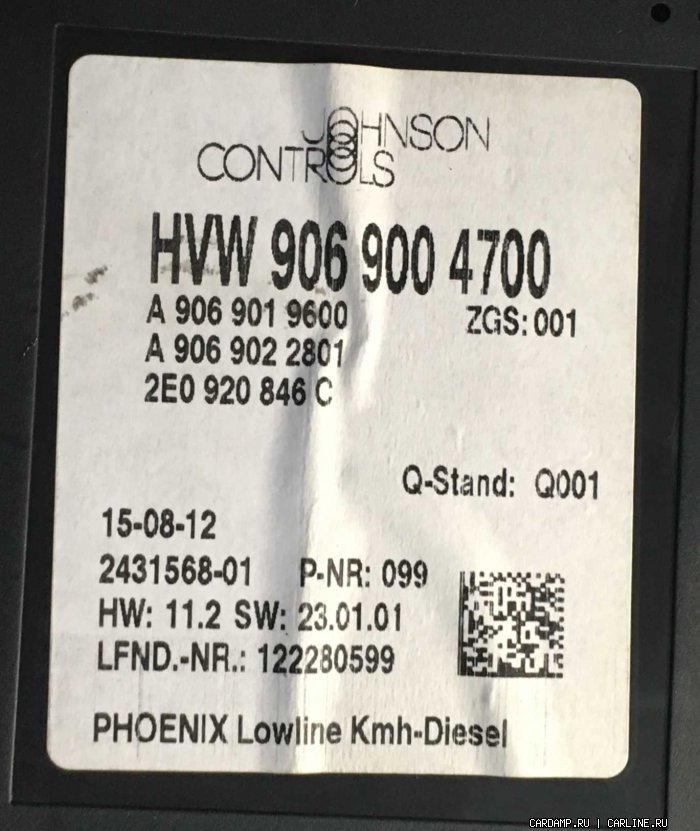 JOHNSON
CONTROLS
HVW 906 900 4700
A 906 901 9600 ZGS: 001
A 906 902 2801
2E0 920 846 C
Q-Stand: Q001
15-08-12
2431568-01 P-NR: 099
HW: 11.2 SW: 23.01.01
LFND.-NR.: 122280599
PHOENIX Lowline Kmh-Diesel
CARDAMP.RU | CARLINE.RU